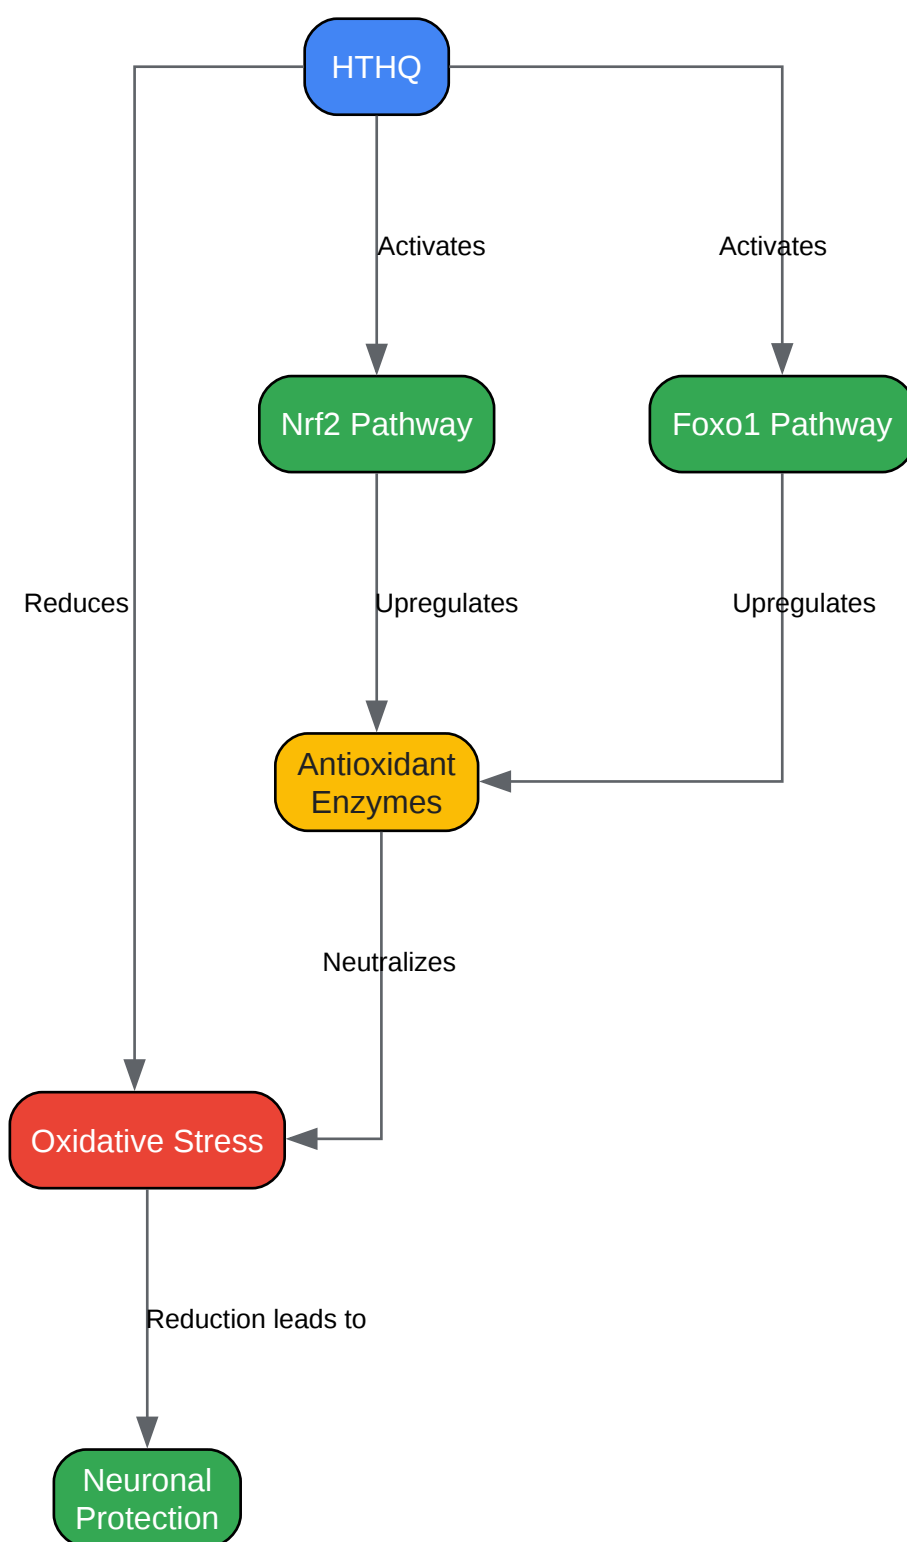 HTHQ
Activates
Activates
Nrf2 Pathway
Foxo1 Pathway
Reduces
Upregulates
Upregulates
Antioxidant
Enzymes
Neutralizes
Oxidative Stress
Reduction leads to
Neuronal
Protection